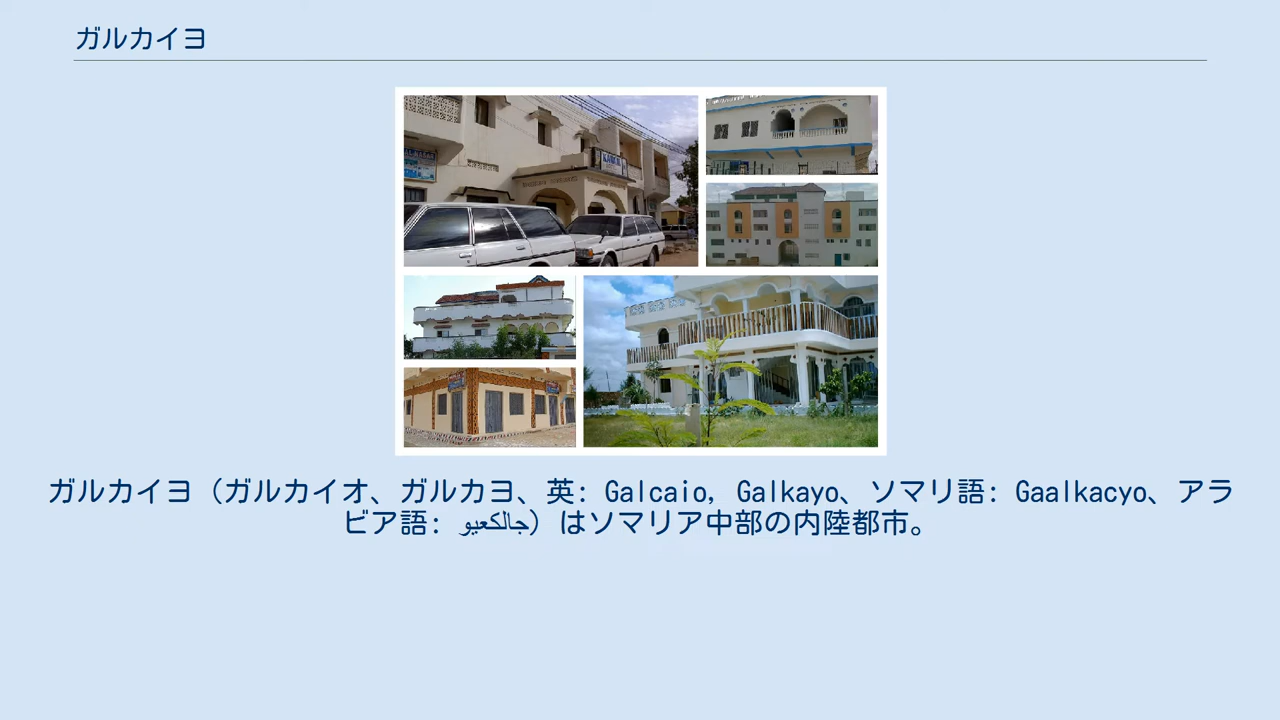 ガルカイヨ
ガルカイヨ（ガルカイオ、ガルカヨ、英: Galcaio, Galkayo、ソマリ語: Gaalkacyo、アラ
ビア語: جالكعيو）はソマリア中部の内陸都市。